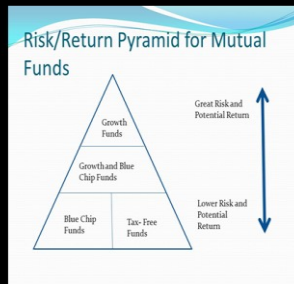 Risk/Return Pyramid for Mutual
Funds
Growth
Funds
Growth and Blue
Chip Funds
Blue Chip
Funds
Tax- Free
Funds
Great Risk and
Potential Return
Lower Risk and
Potential
Return